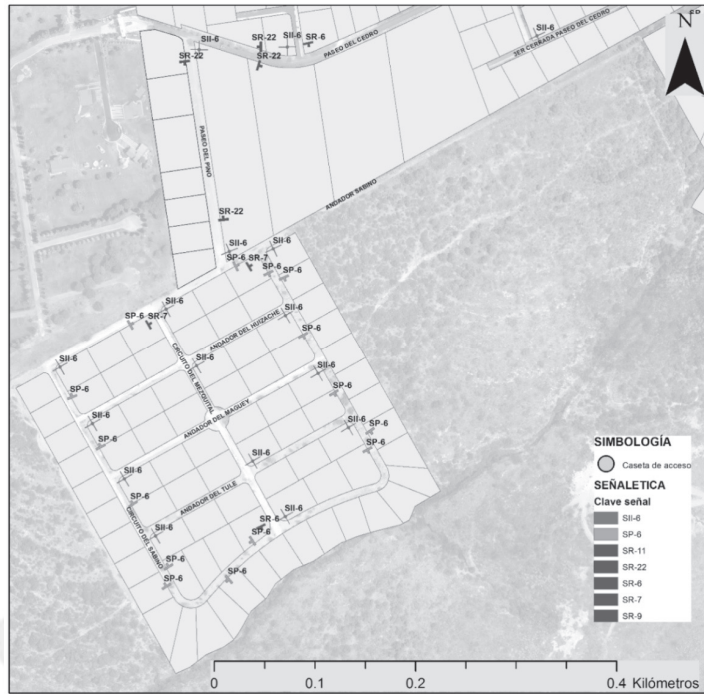 SII-6
N
SII-6
SR-22
SII-6
SR-6
SR-22
SR-22
PASEO DEL CEDRO
SER CERRADA PASEO DEL CEDRO
PASEO DEL PINO
ANDADOR SABINO
SR-22
SII-6
SII-6
SP-6
SR-7
SP-6
SP-6
SII-6
SP-6
SR-7
SII-6
ANDADOR DEL HUIZACHE
SP-6
CIRCUITO DEL MEZQUITAL
SII-6
SII-6
SII-6
SP-6
SP-6
ANDADOR DEL MAGUEY
SII-6
SII-6
SP-6
SP-6
SP-6
SII-6
SII-6
SP-6
ANDADOR DEL TULE
CIRCUITO DEL SABINO
SII-6
SR-6
SII-6
SP-6
SP-6
SP-6
SP-6
SIMBOLOGÍA
Caseta de acceso
SEÑALETICA
Clave señal
SII-6
SP-6
SR-11
SR-22
SR-6
SR-7
SR-9
0 0.1 0.2 0.4 Kilómetros